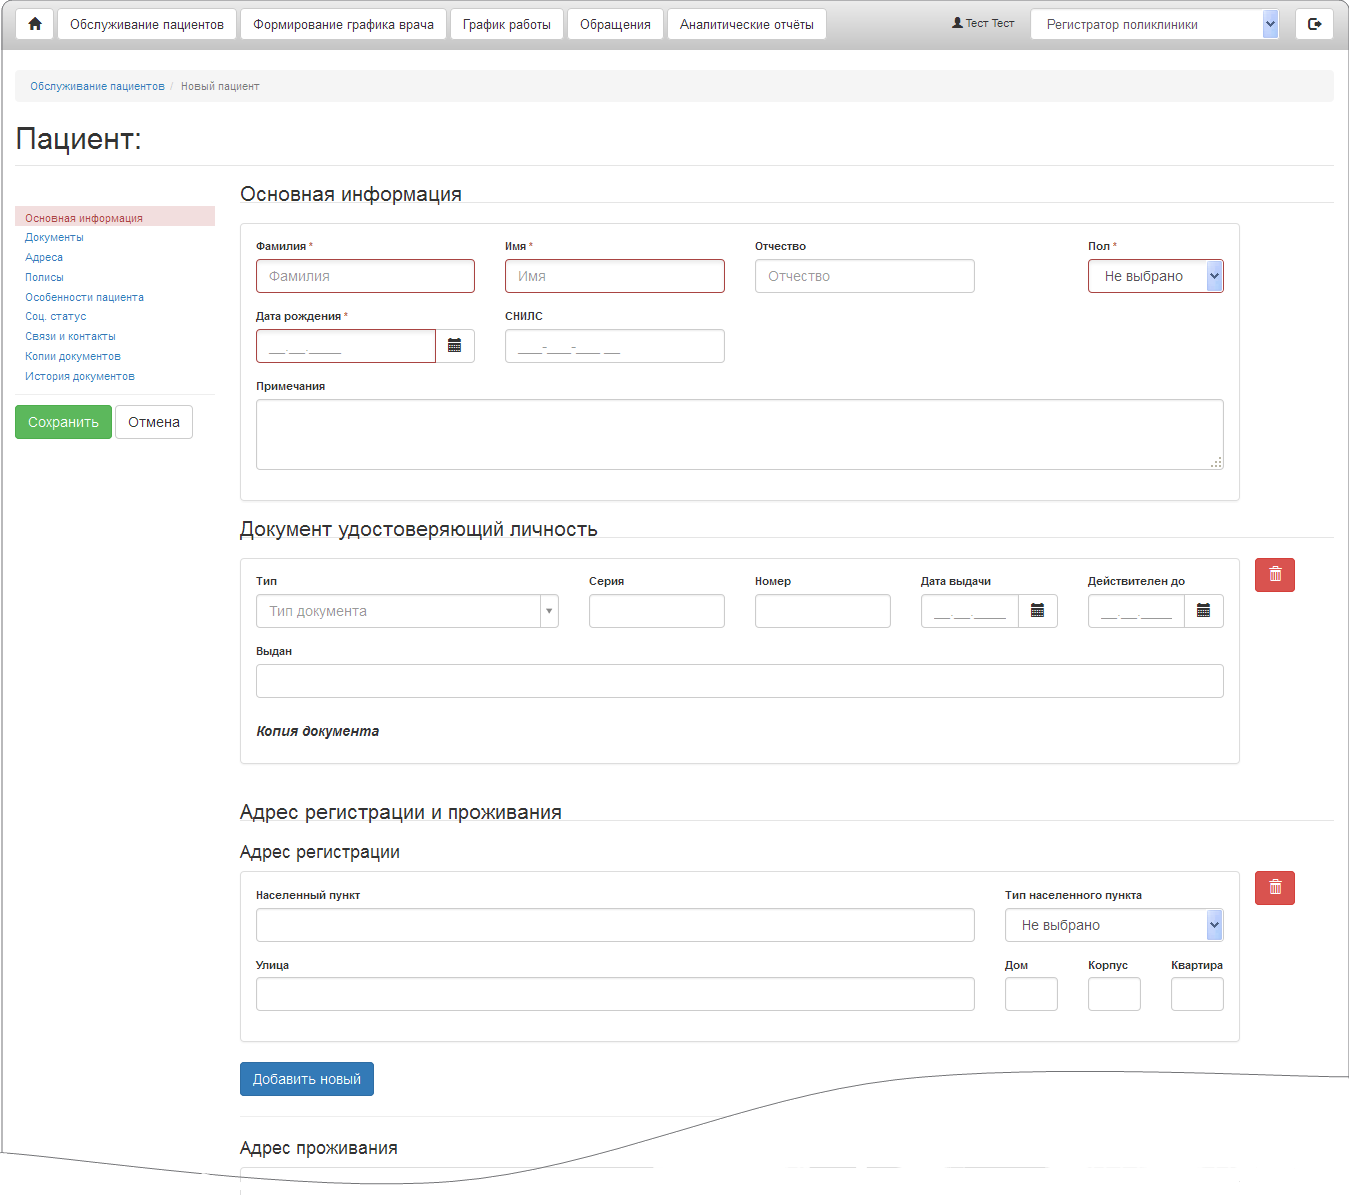 Обслуживание пациентов Формирование графика врача График работы Обращения Аналитические отчёты Тест Тест Регистратор поликлиники
Обслуживание пациентов / Новый пациент
Пациент:
Основная информация
Документы
Адреса
Полисы
Особенности пациента
Соц. статус
Связи и контакты
Копии документов
История документов
Сохранить Отмена
Основная информация
Фамилия * Имя * Отчество Пол *
Фамилия Имя Отчество Не выбрано
Дата рождения * СНИЛС
__.__.____ ___-___-___ __
Примечания
Документ удостоверяющий личность
Тип Серия Номер Дата выдачи Действителен до
Тип документа __.__.____ __.__.____
Выдан
Копия документа
Адрес регистрации и проживания
Адрес регистрации
Населенный пункт Тип населенного пункта
Не выбрано
Улица Дом Корпус Квартира
Добавить новый
Адрес проживания